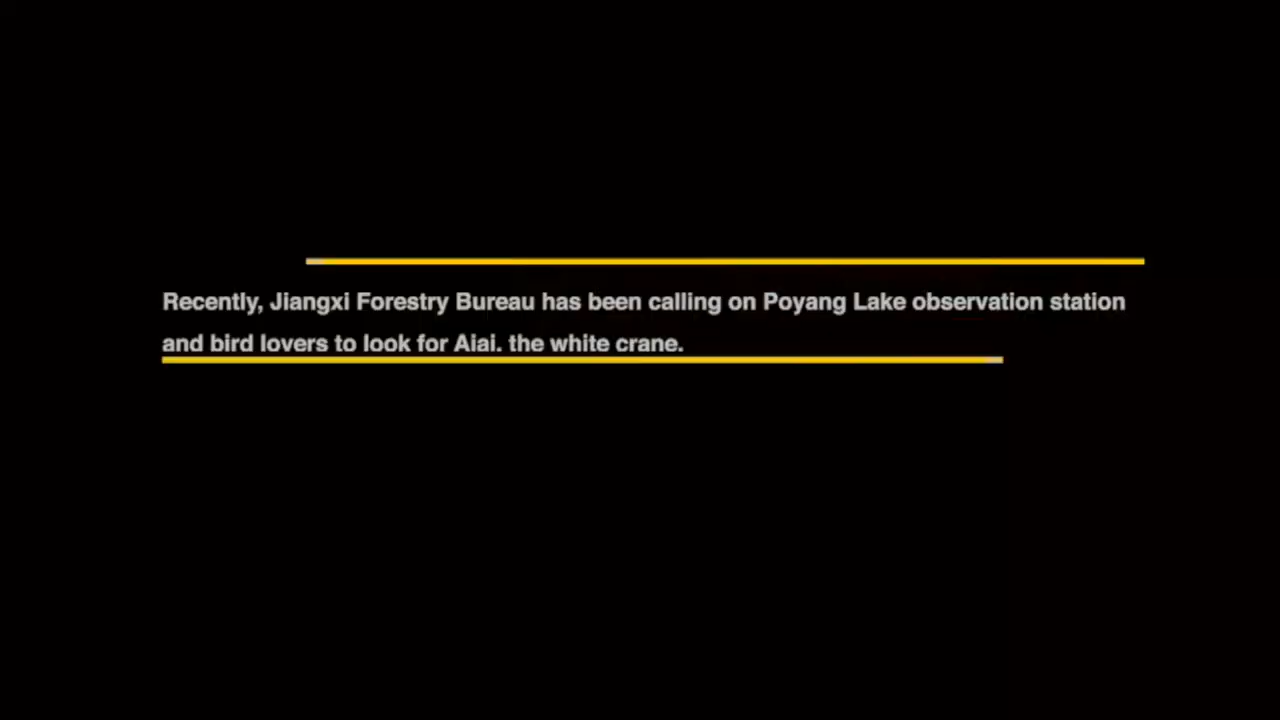 Recently, Jiangxi Forestry Bureau has been calling on Poyang Lake observation station
and bird lovers to look for Aiai. the white crane.